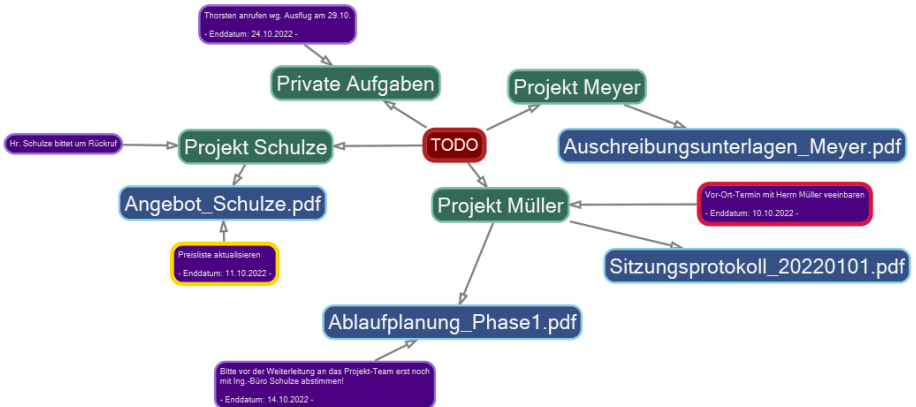 Thorsten anrufen wg. Ausflug am 29.10.
- Enddatum: 24.10.2022 -
Private Aufgaben
Projekt Meyer
Hr. Schulze bittet um Rückruf
Projekt Schulze
TODO
Auschreibungsunterlagen_Meyer.pdf
Angebot_Schulze.pdf
Projekt Müller
Vor-Ort-Termin mit Herrn Müller veeinbaren
- Enddatum: 10.10.2022 -
Preisliste aktualisieren
- Enddatum: 11.10.2022 -
Sitzungsprotokoll_20220101.pdf
Ablaufplanung_Phase1.pdf
Bitte vor der Weiterleitung an das Projekt-Team erst noch
mit Ing.-Büro Schulze abstimmen!
- Enddatum: 14.10.2022 -